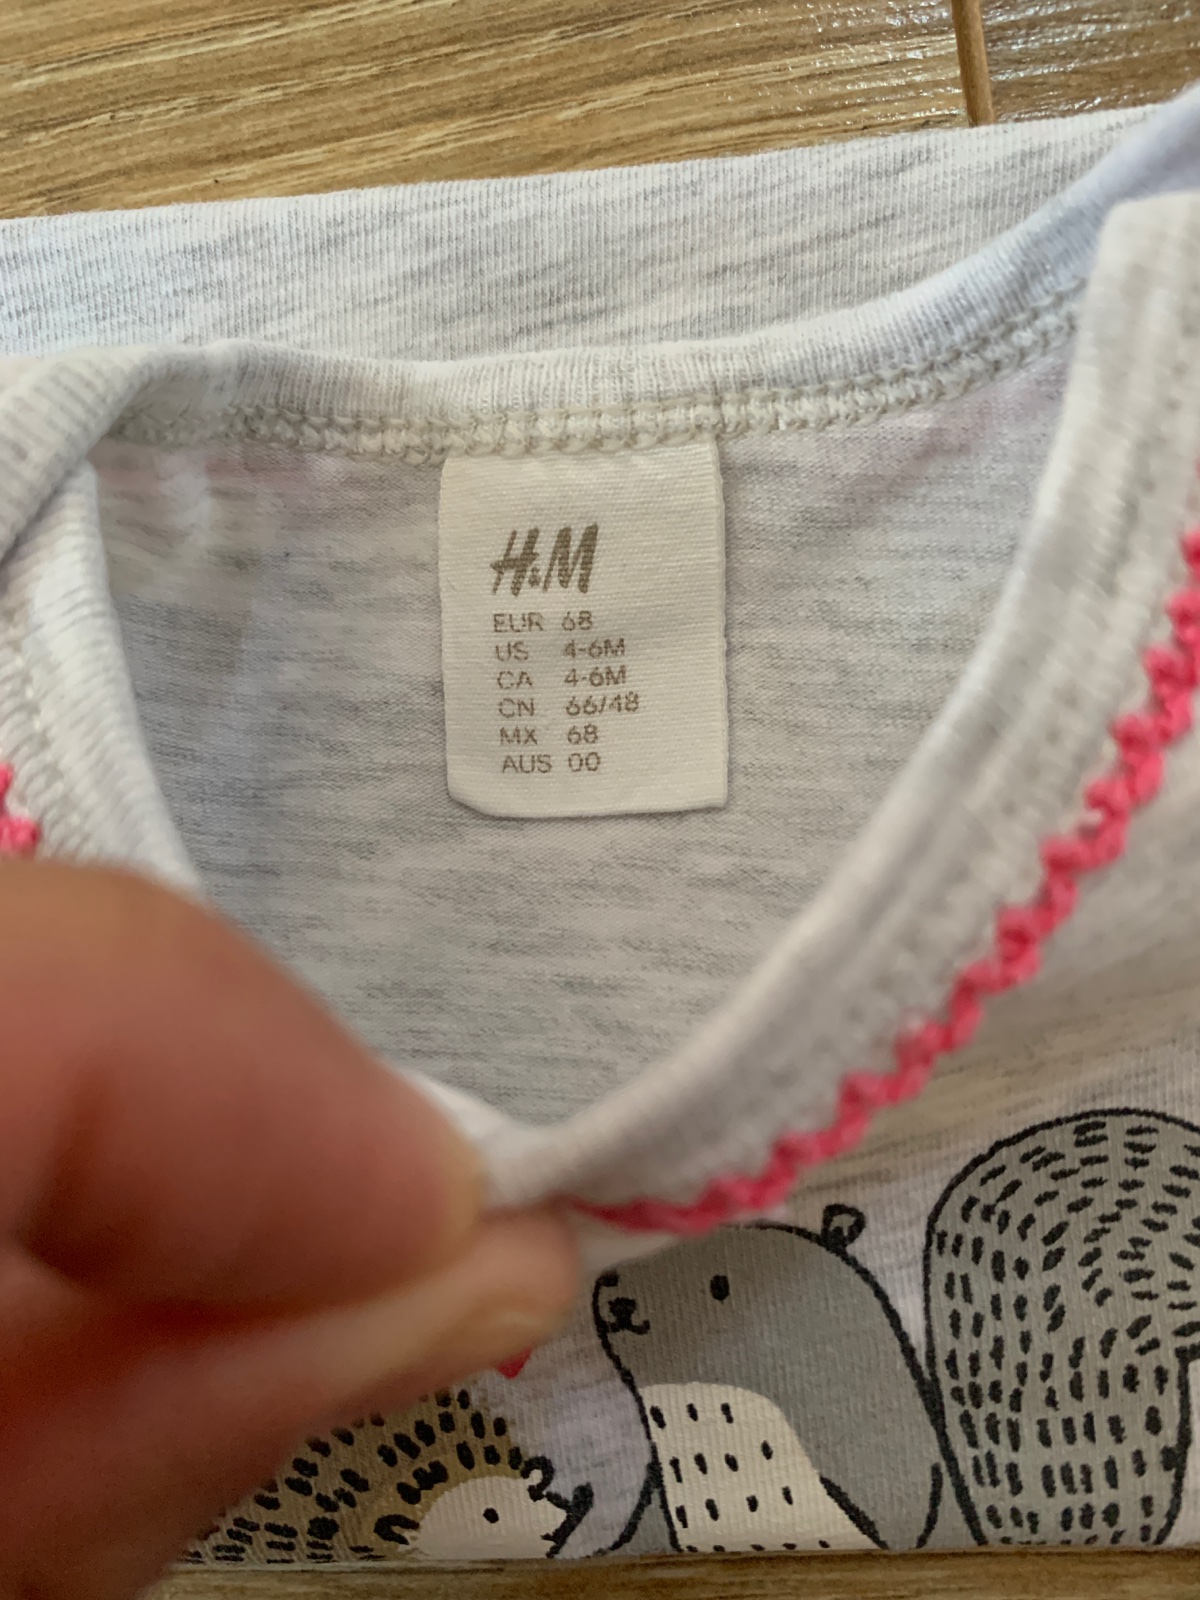 H&M
EUR 68
US 4-6M
CA 4-6M
CN 66/48
MX 68
AUS 00